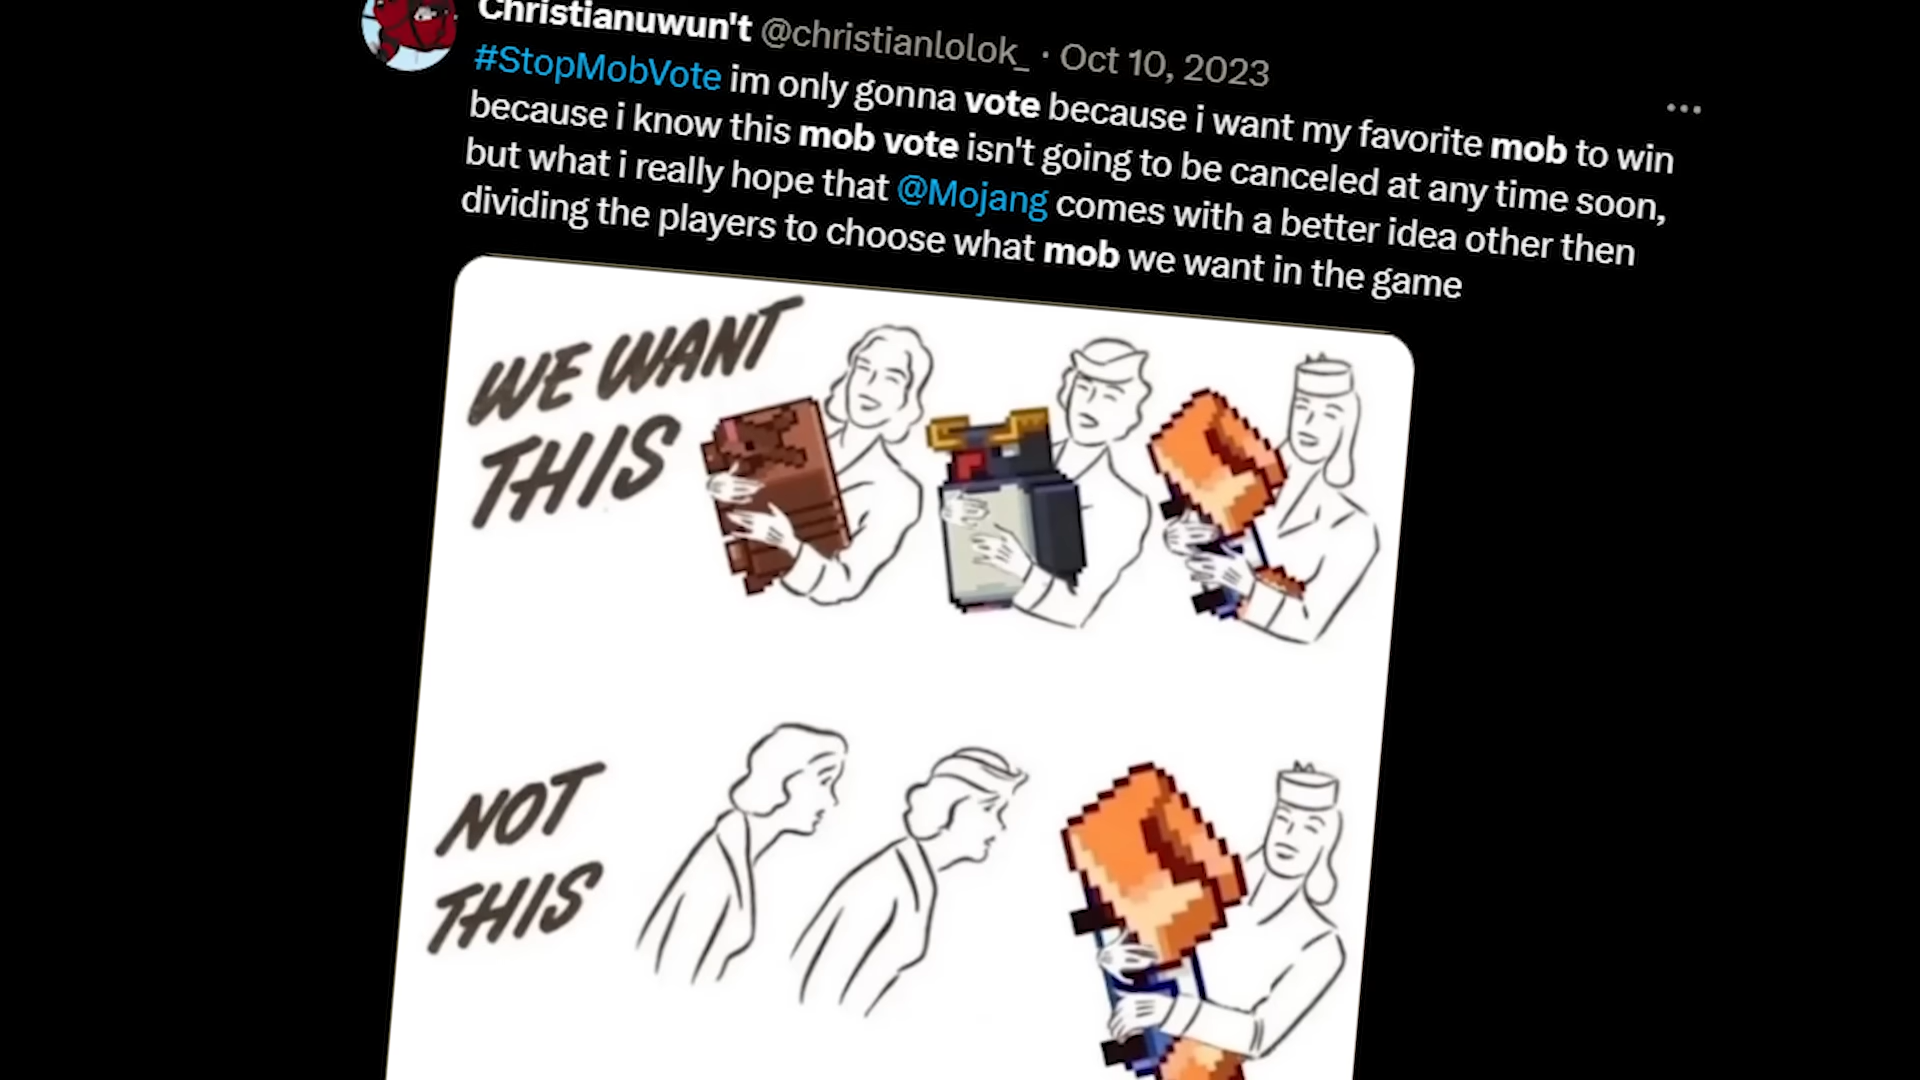 Christianuwun't @christianlolok_ · Oct 10, 2023
#StopMobVote im only gonna vote because i want my favorite mob to win
because i know this mob vote isn't going to be canceled at any time soon,
but what i really hope that @Mojang comes with a better idea other then
dividing the players to choose what mob we want in the game
WE WANT
THIS
NOT
THIS